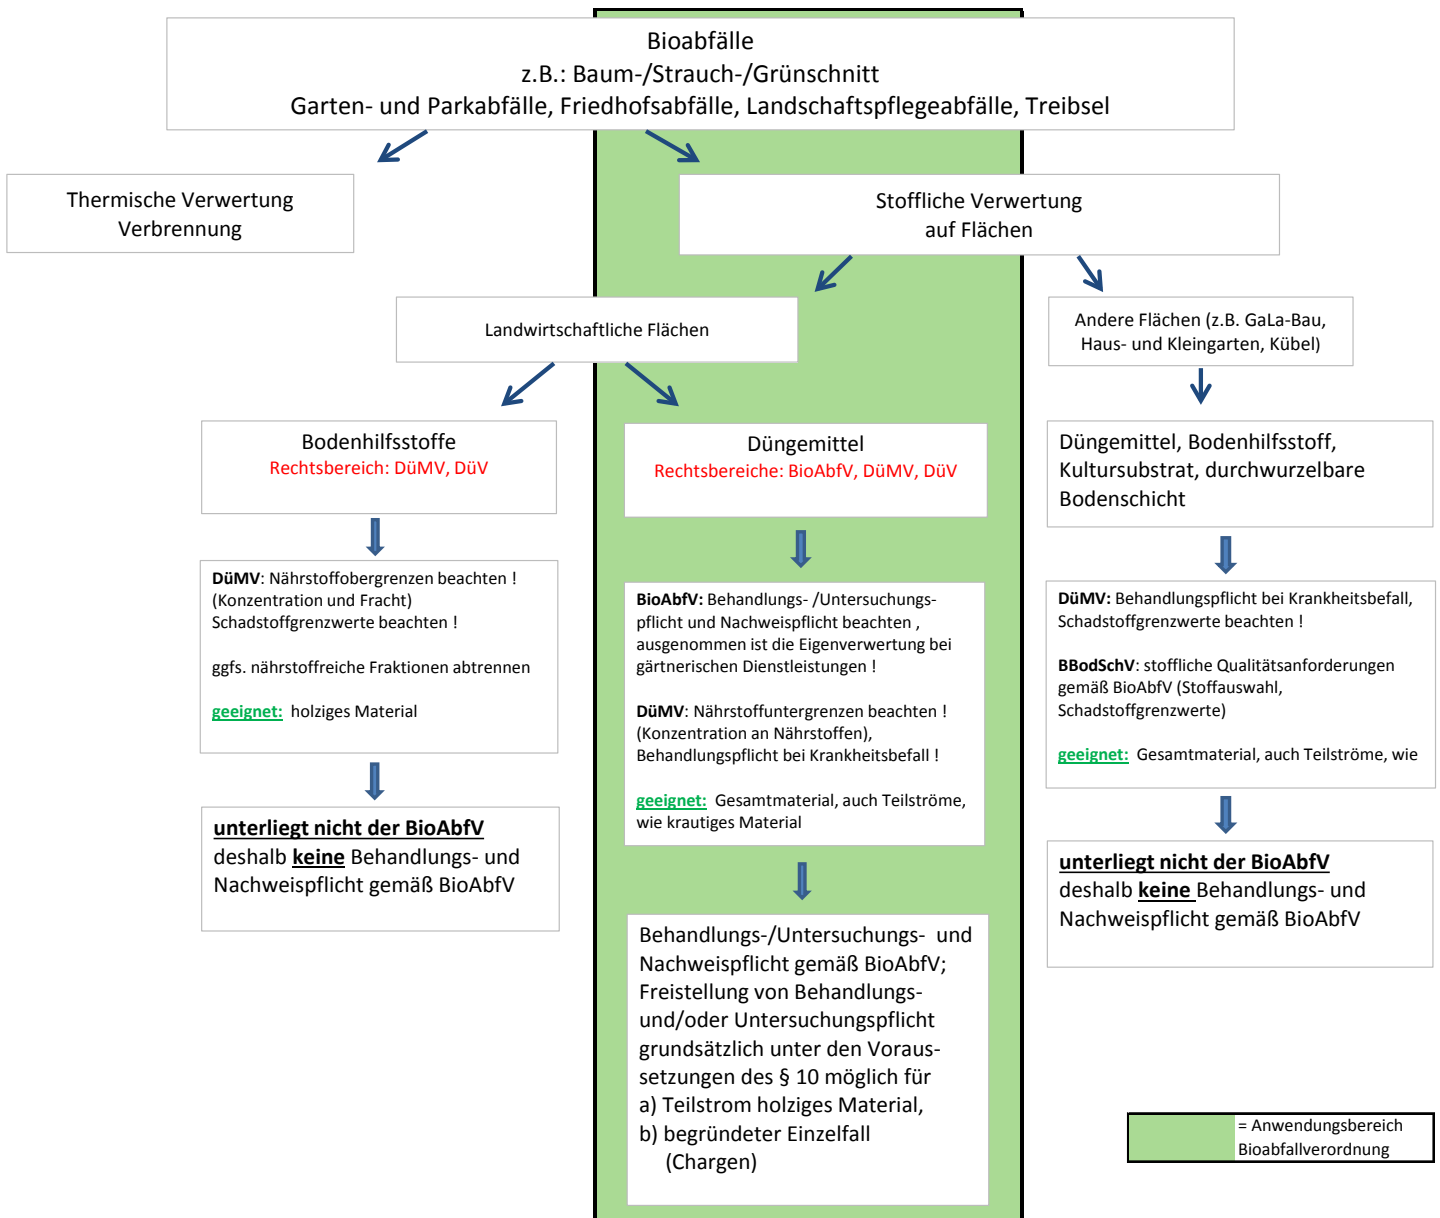 Bioabfälle
z.B.: Baum-/Strauch-/Grünschnitt
Garten- und Parkabfälle, Friedhofsabfälle, Landschaftspflegeabfälle, Treibsel
Thermische Verwertung
Verbrennung
Stoffliche Verwertung
auf Flächen
Landwirtschaftliche Flächen
Andere Flächen (z.B. GaLa-Bau,
Haus- und Kleingarten, Kübel)
Bodenhilfsstoffe
Rechtsbereich: DüMV, DüV
Düngemittel
Rechtsbereiche: BioAbfV, DüMV, DüV
Düngemittel, Bodenhilfsstoff,
Kultursubstrat, durchwurzelbare
Bodenschicht
DüMV: Nährstoffobergrenzen beachten !
(Konzentration und Fracht)
Schadstoffgrenzwerte beachten !
ggfs. nährstoffreiche Fraktionen abtrennen
geeignet: holziges Material
BioAbfV: Behandlungs- /Untersuchungs-
pflicht und Nachweispflicht beachten ,
ausgenommen ist die Eigenverwertung bei
gärtnerischen Dienstleistungen !
DüMV: Nährstoffuntergrenzen beachten !
(Konzentration an Nährstoffen),
Behandlungspflicht bei Krankheitsbefall !
geeignet: Gesamtmaterial, auch Teilströme,
wie krautiges Material
DüMV: Behandlungspflicht bei Krankheitsbefall,
Schadstoffgrenzwerte beachten !
BBodSchV: stoffliche Qualitätsanforderungen
gemäß BioAbfV (Stoffauswahl,
Schadstoffgrenzwerte)
geeignet: Gesamtmaterial, auch Teilströme, wie
unterliegt nicht der BioAbfV
deshalb keine Behandlungs- und
Nachweispflicht gemäß BioAbfV
Behandlungs-/Untersuchungs- und
Nachweispflicht gemäß BioAbfV;
Freistellung von Behandlungs-
und/oder Untersuchungspflicht
grundsätzlich unter den Voraus-
setzungen des § 10 möglich für
a) Teilstrom holziges Material,
b) begründeter Einzelfall
(Chargen)
unterliegt nicht der BioAbfV
deshalb keine Behandlungs- und
Nachweispflicht gemäß BioAbfV
= Anwendungsbereich
Bioabfallverordnung